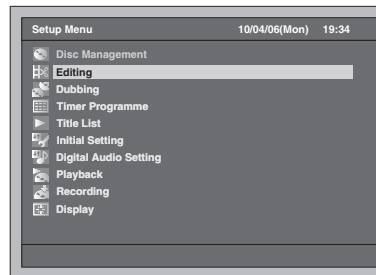 Setup Menu 10/04/06(Mon) 19:34
Disc Management
Editing
Dubbing
Timer Programme
Title List
Initial Setting
Digital Audio Setting
Playback
Recording
Display